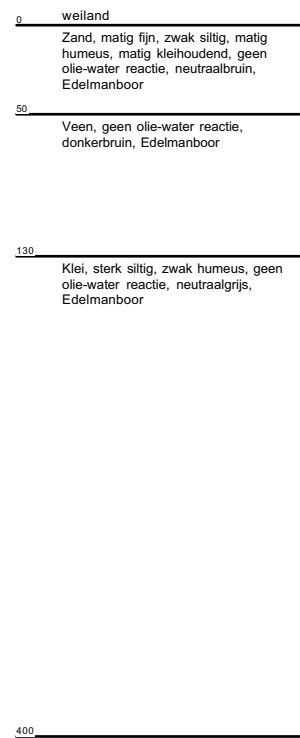 0 weiland
Zand, matig fijn, zwak siltig, matig
humeus, matig kleihoudend, geen
olie-water reactie, neutraalbruin,
Edelmanboor
50
Veen, geen olie-water reactie,
donkerbruin, Edelmanboor
130
Klei, sterk siltig, zwak humeus, geen
olie-water reactie, neutraalgrijs,
Edelmanboor
400